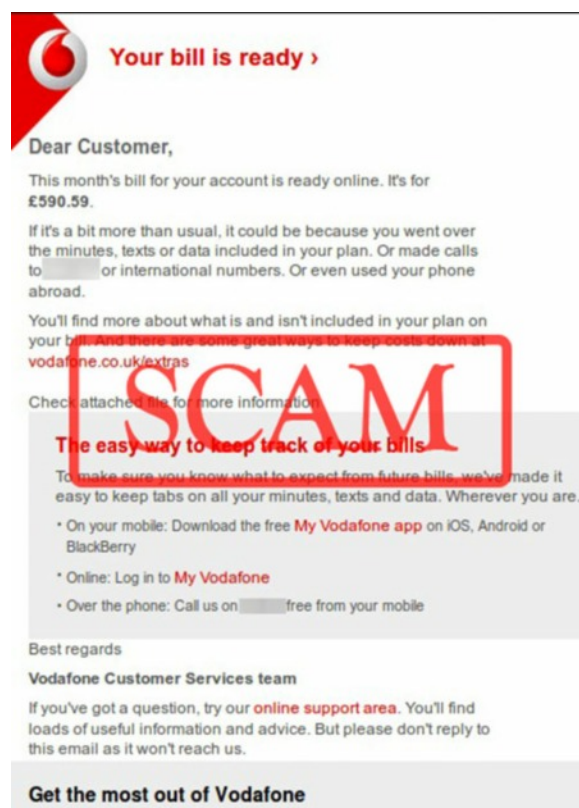 Your bill is ready ›
Dear Customer,
This month's bill for your account is ready online. It's for
£590.59.
If it's a bit more than usual, it could be because you went over
the minutes, texts or data included in your plan. Or made calls
to or international numbers. Or even used your phone
abroad.
You'll find more about what is and isn't included in your plan on
your bill. And there are some great ways to keep costs down at
vodafone.co.uk/extras
SCAM
Check attached file for more information
The easy way to keep track of your bills
To make sure you know what to expect from future bills, we've made it
easy to keep tabs on all your minutes, texts and data. Wherever you are.
• On your mobile: Download the free My Vodafone app on iOS, Android or
BlackBerry
• Online: Log in to My Vodafone
• Over the phone: Call us on free from your mobile
Best regards
Vodafone Customer Services team
If you've got a question, try our online support area. You'll find
loads of useful information and advice. But please don't reply to
this email as it won't reach us.
Get the most out of Vodafone